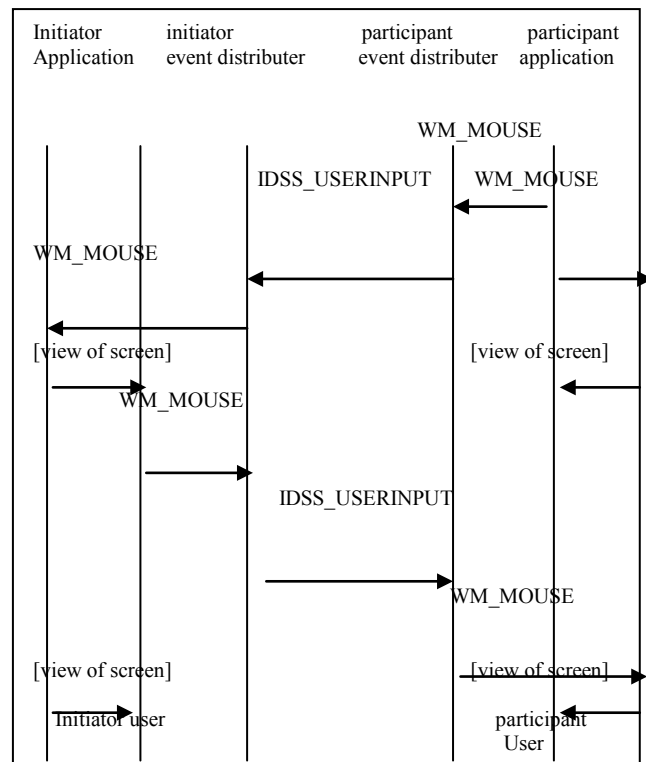 Initiator initiator participant participant
Application event distributer event distributer application
WM_MOUSE
IDSS_USERINPUT WM_MOUSE
WM_MOUSE
[view of screen] [view of screen]
WM_MOUSE
IDSS_USERINPUT
WM_MOUSE
[view of screen] [view of screen]
Initiator user participant
User